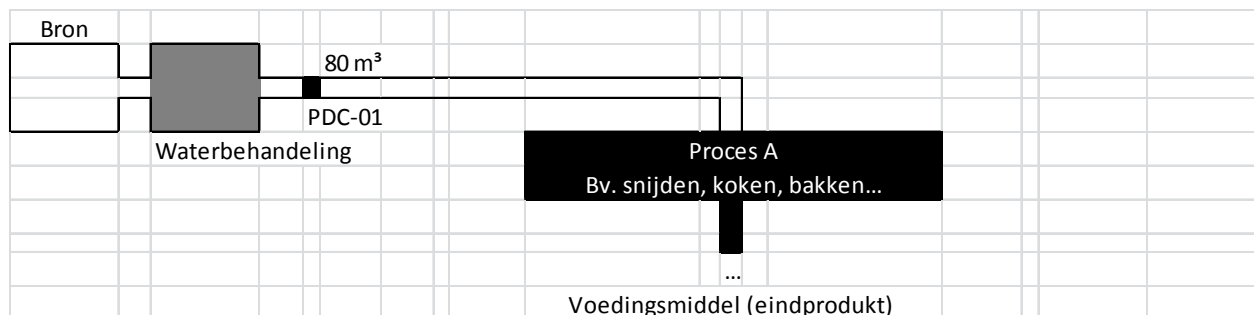 Bron
80 m³
PDC-01
Waterbehandeling
Proces A
Bv. snijden, koken, bakken...
...
Voedingsmiddel (eindprodukt)